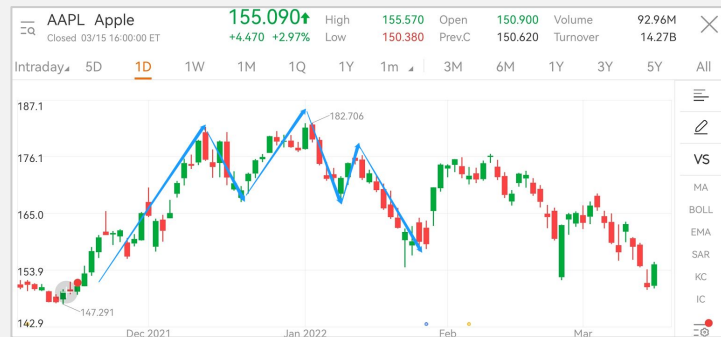 AAPL Apple
Closed 03/15 16:00:00 ET
155.090
+4.470 +2.97%
High 155.570 Open 150.900 Volume 92.96M
Low 150.380 Prev.C 150.620 Turnover 14.27B
Intraday 5D 1D 1W 1M 1Q 1Y 1m 3M 6M 1Y 3Y 5Y All
187.1
182.706
176.1
165.0
153.9
147.291
142.9
Dec 2021 Jan 2022 Feb Mar
VS
MA
BOLL
EMA
SAR
KC
IC